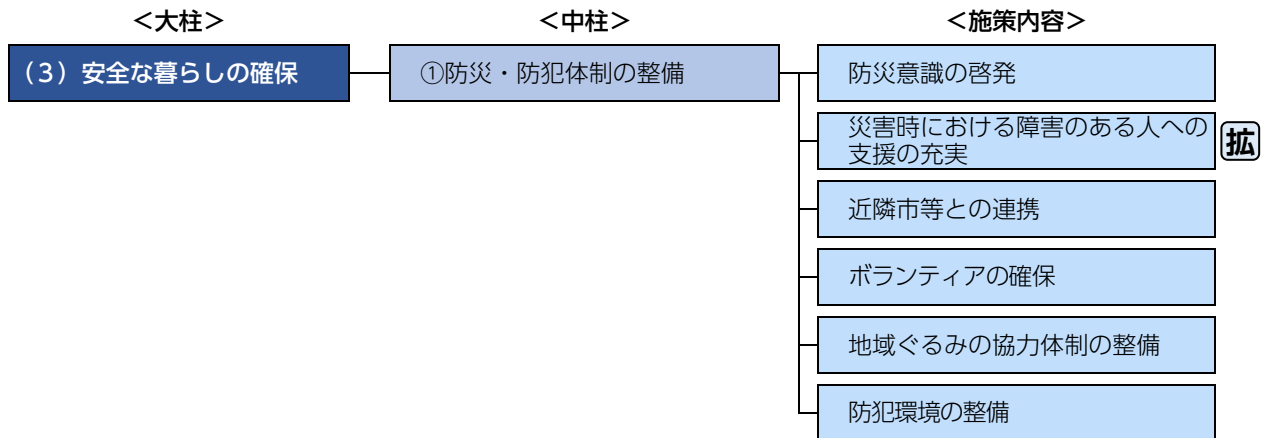 ＜大柱＞
＜中柱＞
＜施策内容＞
（３）安全な暮らしの確保
①防災・防犯体制の整備
防災意識の啓発
災害時における障害のある人への
支援の充実
拡
近隣市等との連携
ボランティアの確保
地域ぐるみの協力体制の整備
防犯環境の整備